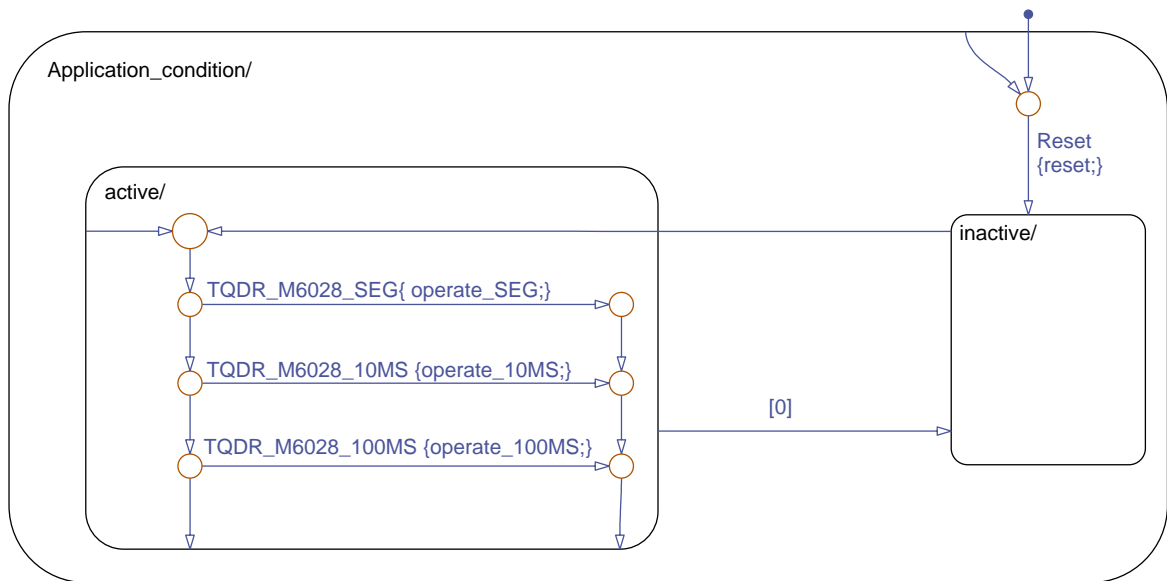 Application_condition/
Reset
{reset;}
active/
inactive/
TQDR_M6028_SEG{ operate_SEG;}
TQDR_M6028_10MS {operate_10MS;}
[0]
TQDR_M6028_100MS {operate_100MS;}